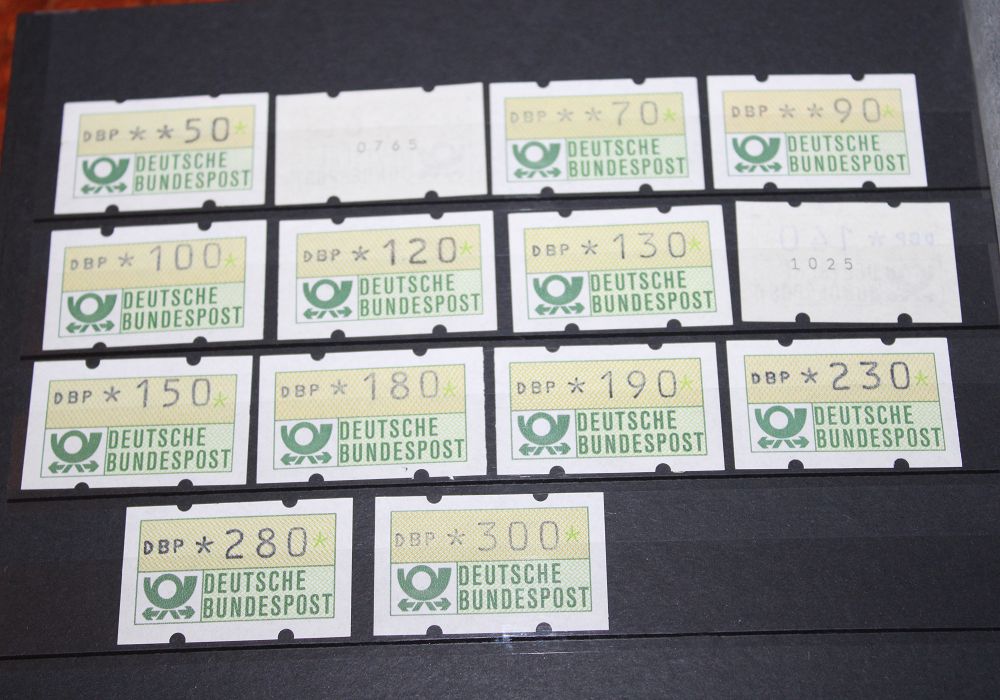 DBP **50*
DEUTSCHE
BUNDESPOST
0765
DBP **70*
DEUTSCHE
BUNDESPOST
DBP **90*
DEUTSCHE
BUNDESPOST
DBP *100*
DEUTSCHE
BUNDESPOST
DBP *120*
DEUTSCHE
BUNDESPOST
DBP *130*
DEUTSCHE
BUNDESPOST
DBP *140
1025
DBP *150*
DEUTSCHE
BUNDESPOST
DBP *180*
DEUTSCHE
BUNDESPOST
DBP *190*
DEUTSCHE
BUNDESPOST
DBP *230*
DEUTSCHE
BUNDESPOST
DBP *280*
DEUTSCHE
BUNDESPOST
DBP *300*
DEUTSCHE
BUNDESPOST